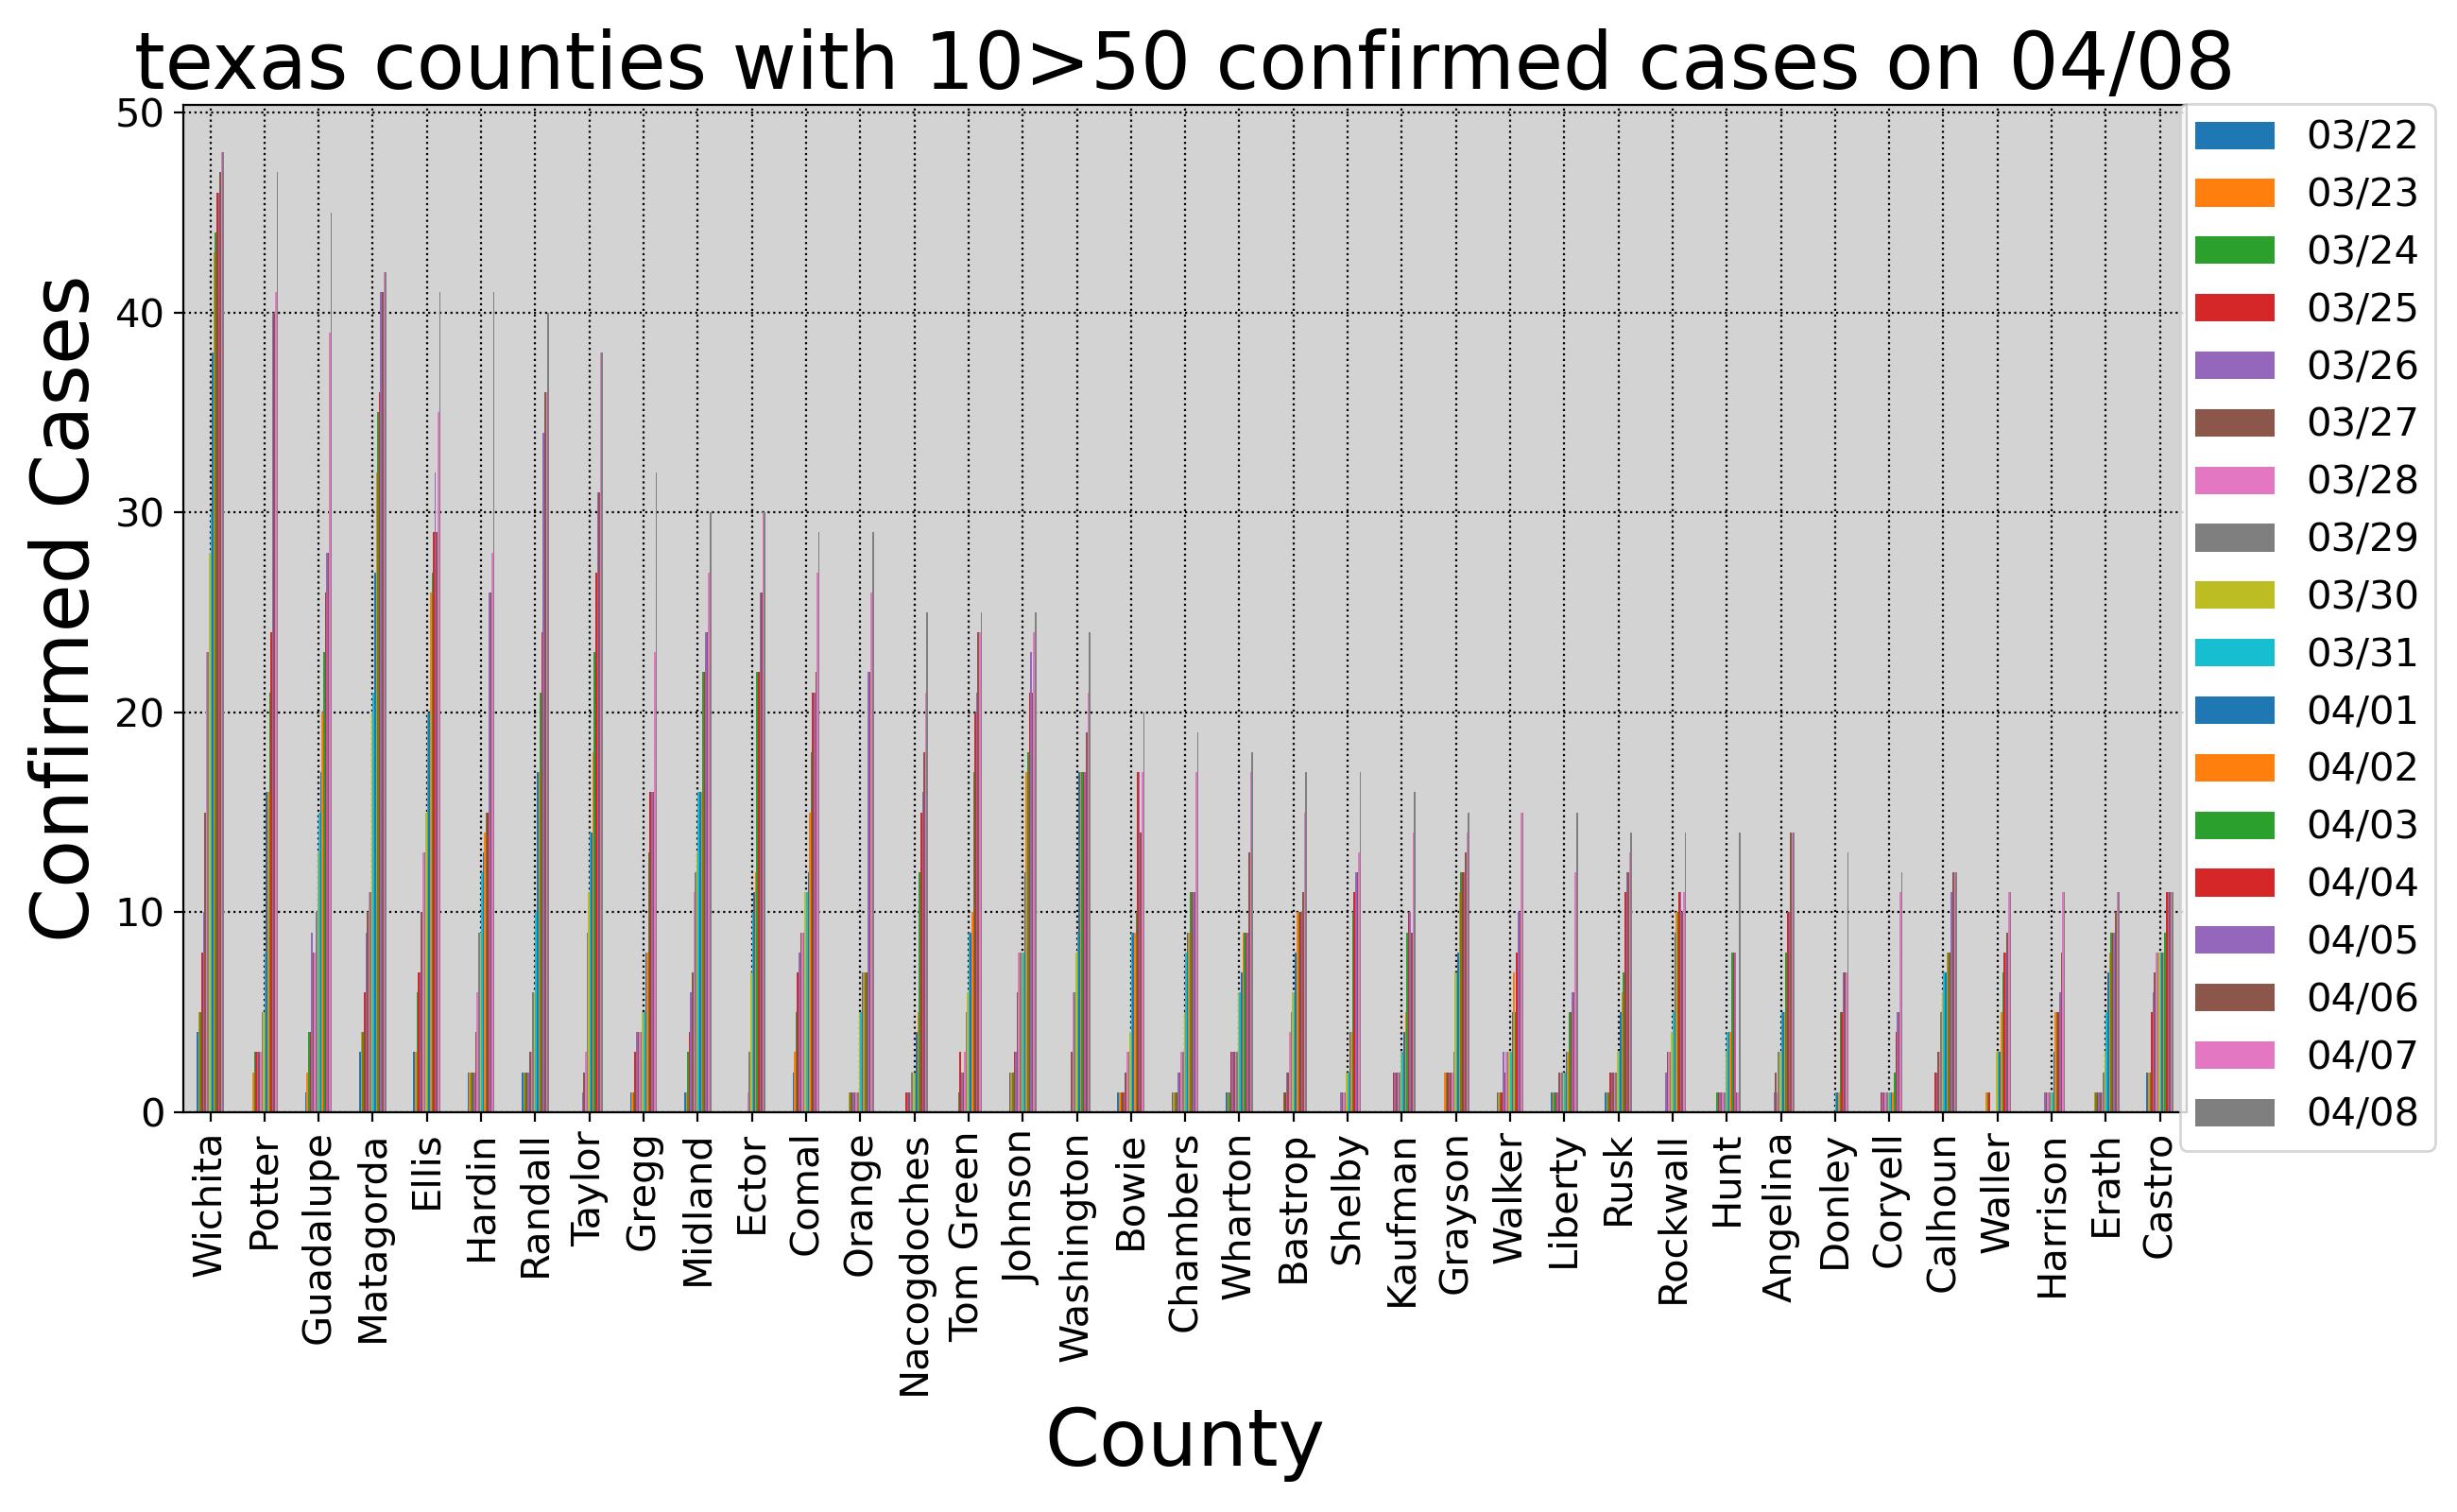 texas counties with 10>50 confirmed cases on 04/08
50
40
30
20
10
0
Confirmed Cases
03/22
03/23
03/24
03/25
03/26
03/27
03/28
03/29
03/30
03/31
04/01
04/02
04/03
04/04
04/05
04/06
04/07
04/08
Wichita
Potter
Guadalupe
Matagorda
Ellis
Hardin
Randall
Taylor
Gregg
Midland
Ector
Comal
Orange
Nacogdoches
Tom Green
Johnson
Washington
Bowie
Chambers
Wharton
Bastrop
Shelby
Kaufman
Grayson
Walker
Liberty
Rusk
Rockwall
Hunt
Angelina
Donley
Coryell
Calhoun
Waller
Harrison
Erath
Castro
County